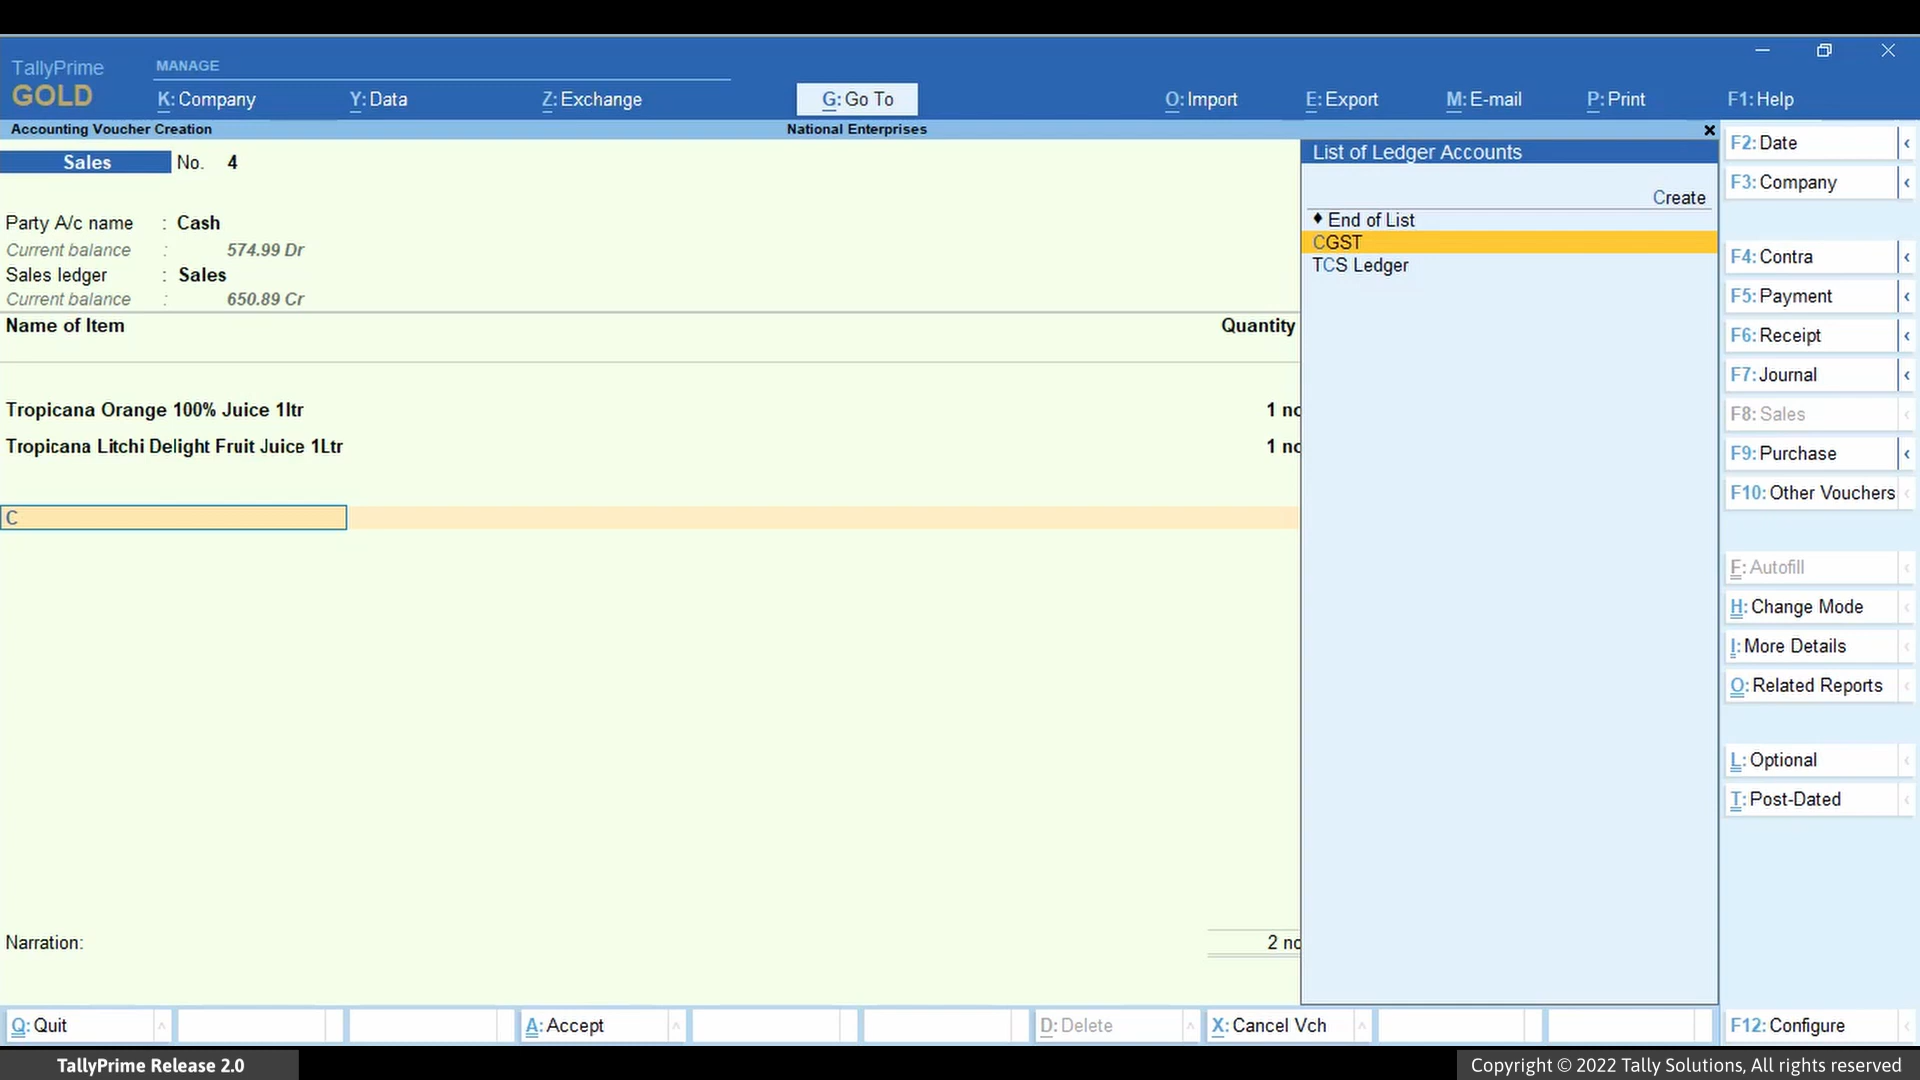 TallyPrime
GOLD
MANAGE
K: Company
Y: Data
Z: Exchange
G: Go To
O: Import
E: Export
M: E-mail
P: Print
F1: Help
Accounting Voucher Creation
National Enterprises
Sales No. 4
Party A/c name : Cash
Current balance : 574.99 Dr
Sales ledger : Sales
Current balance : 650.89 Cr
Name of Item Quantity
Tropicana Orange 100% Juice 1ltr 1 no
Tropicana Litchi Delight Fruit Juice 1Ltr 1 no
C
Narration: 2 no
List of Ledger Accounts
Create
♦ End of List
CGST
TCS Ledger
F2: Date
F3: Company
F4: Contra
F5: Payment
F6: Receipt
F7: Journal
F8: Sales
F9: Purchase
F10: Other Vouchers
F: Autofill
H: Change Mode
I: More Details
O: Related Reports
L: Optional
T: Post-Dated
Q: Quit
A: Accept
D: Delete
X: Cancel Vch
F12: Configure
TallyPrime Release 2.0
Copyright © 2022 Tally Solutions, All rights reserved